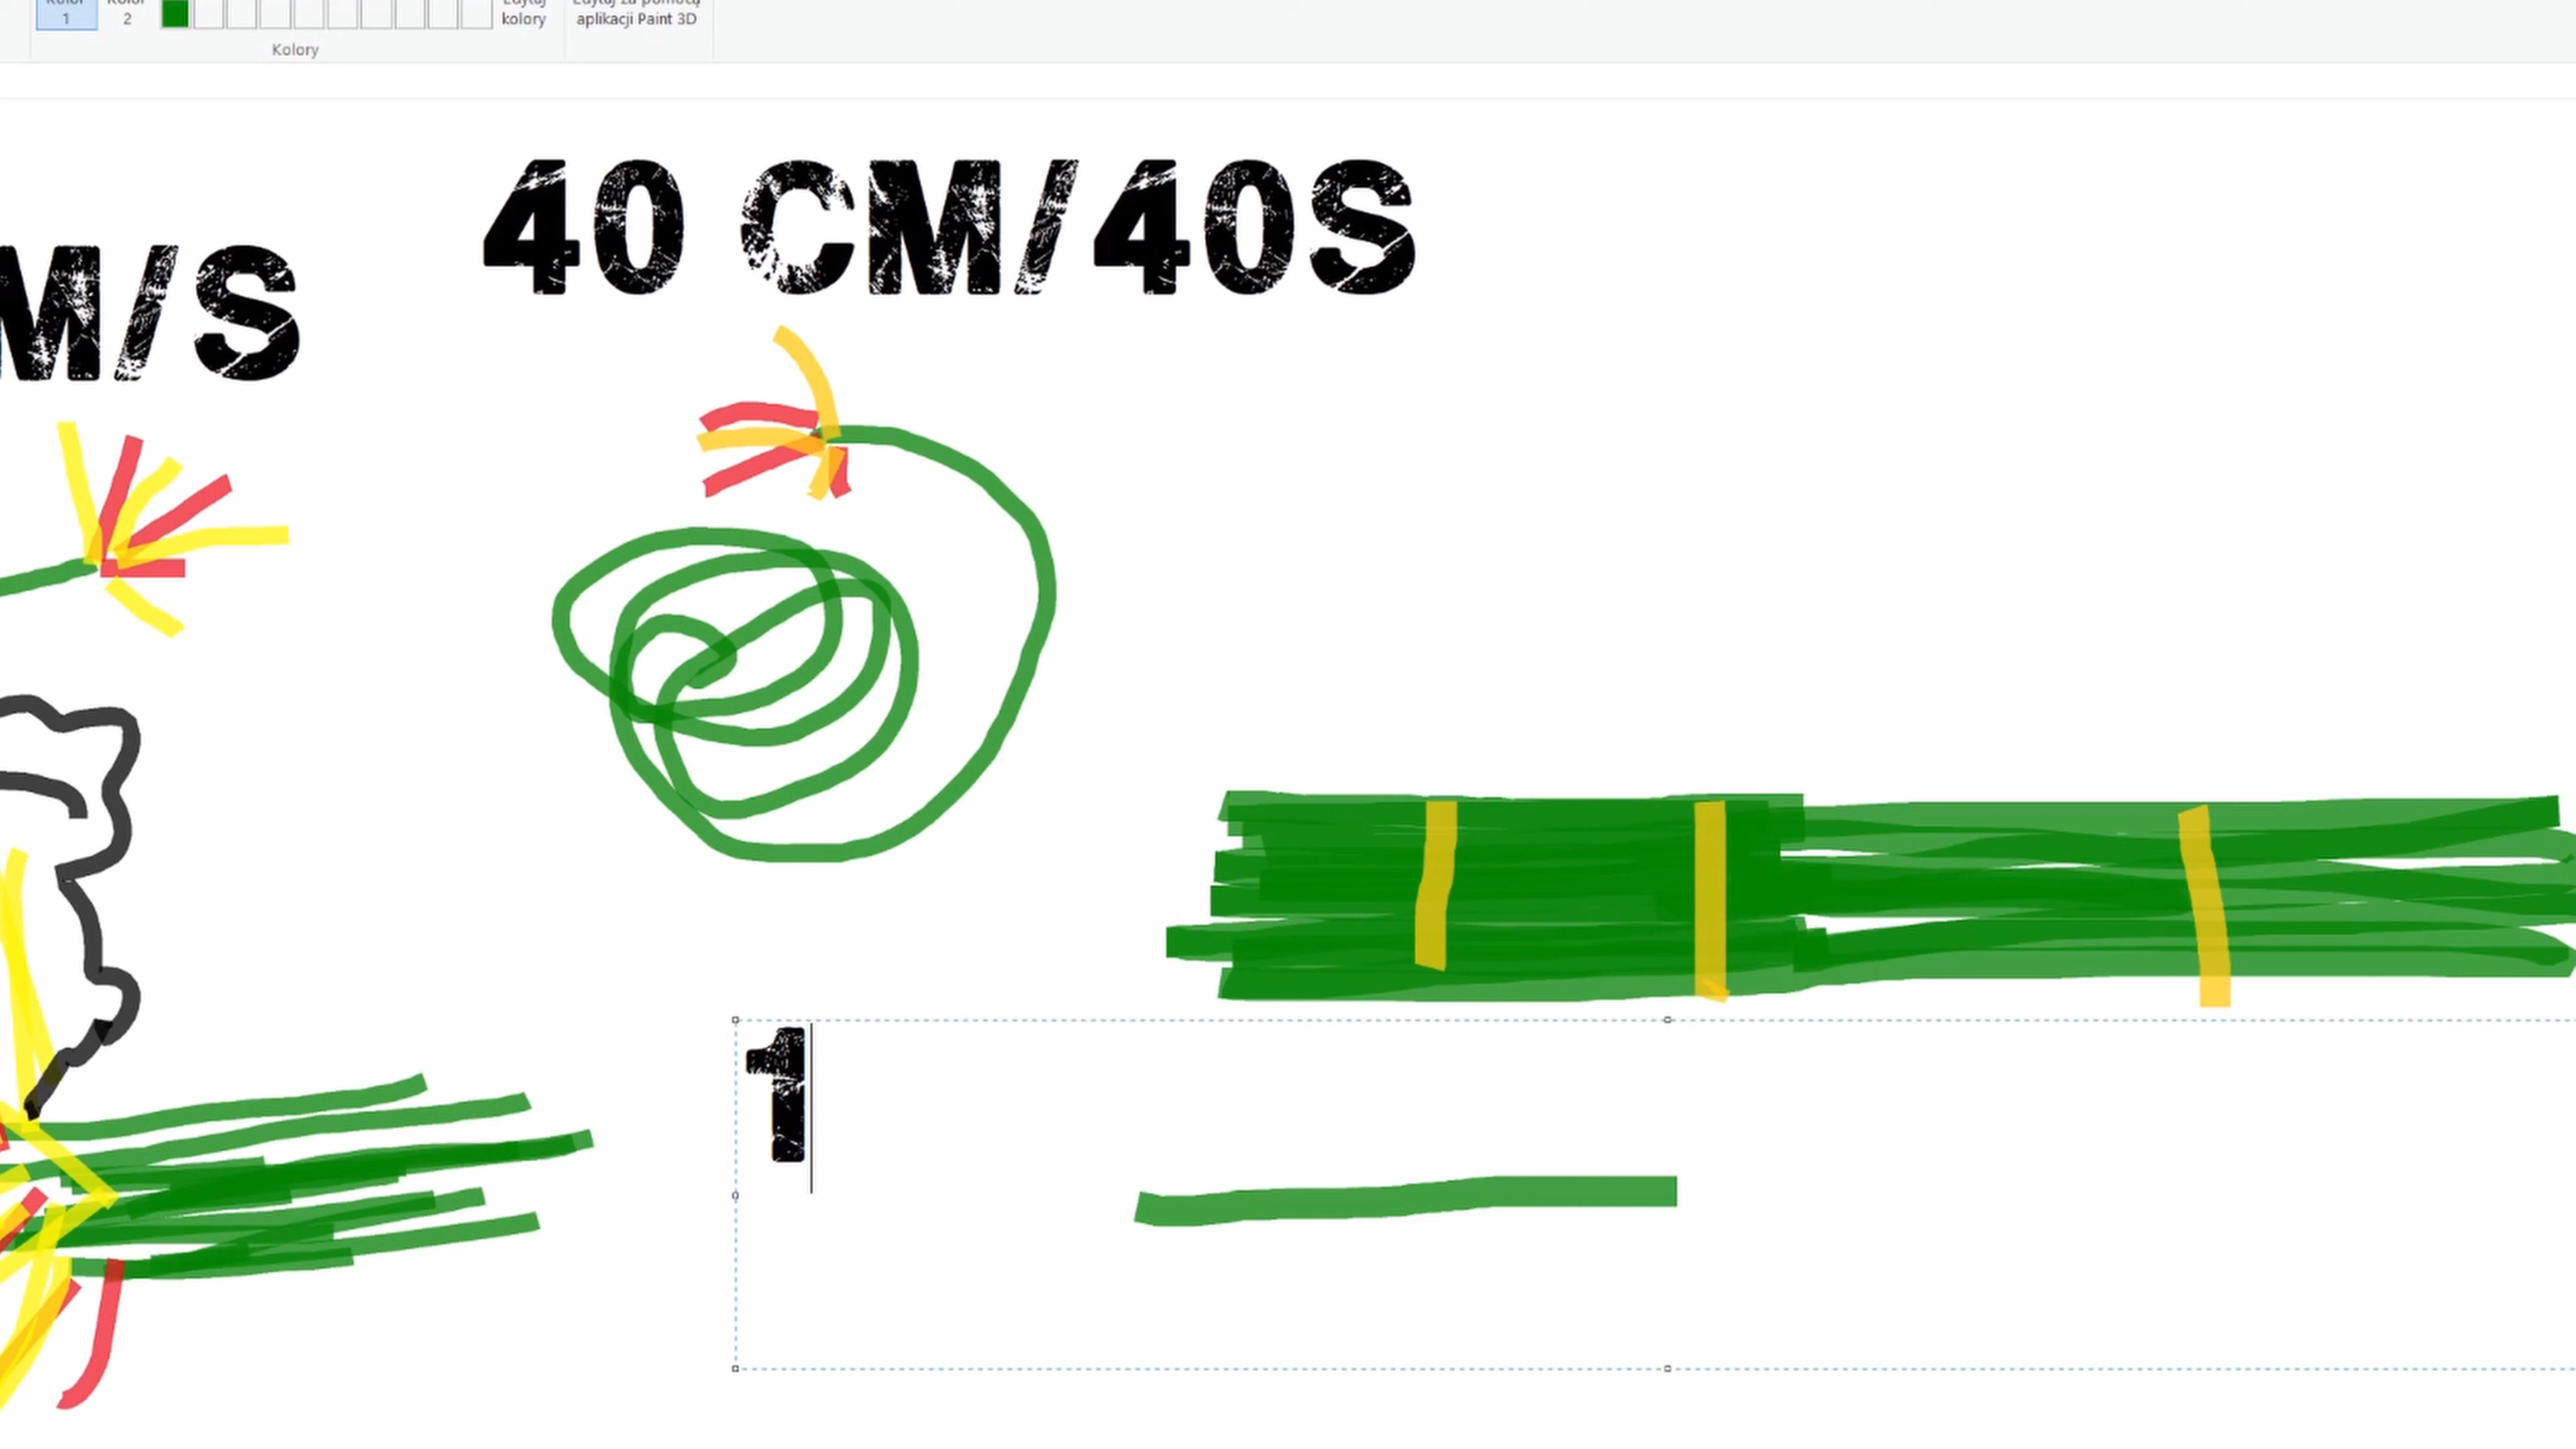 Kolor
1
Kolor
2
Edytuj
kolory
Edytuj za pomocą
aplikacji Paint 3D
Kolory
M/S
40 CM/40S
1